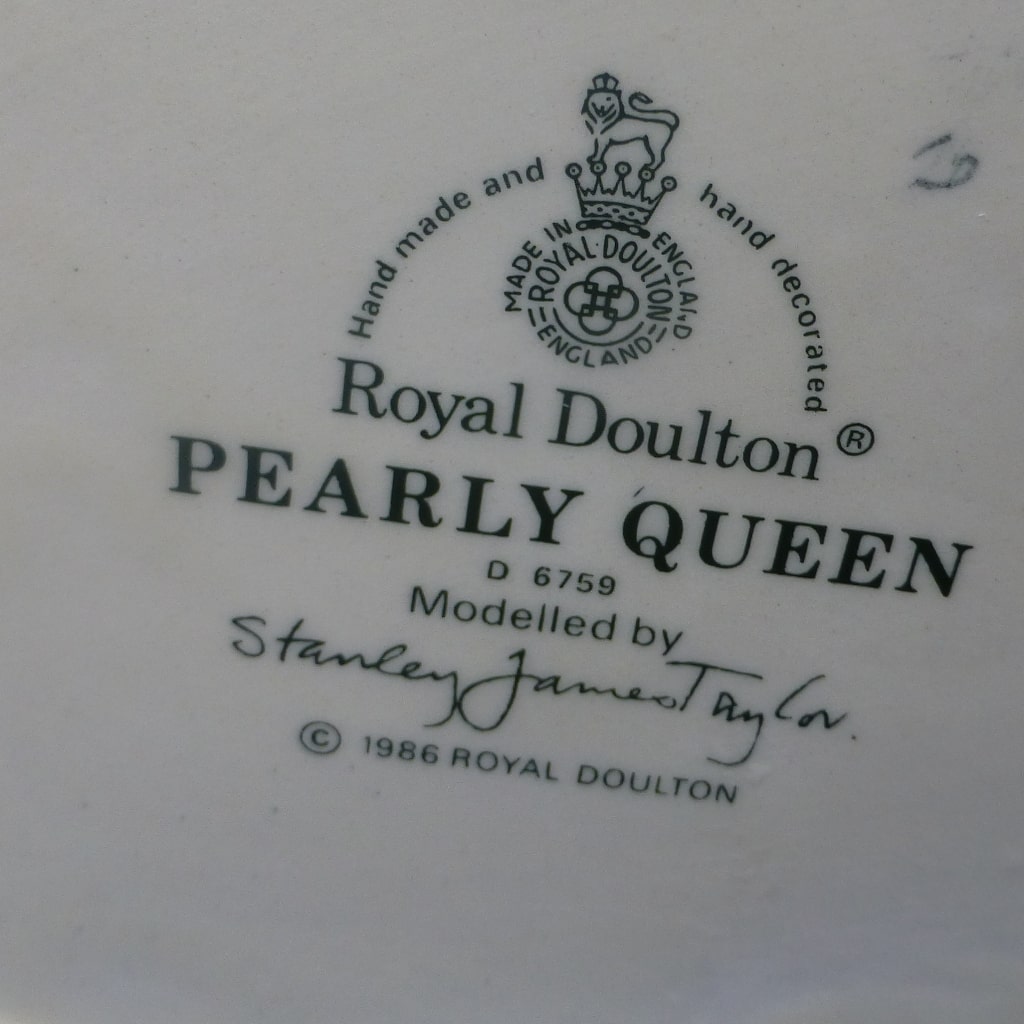 Hand made and hand decorated
MADE IN ENGLAND
ROYAL·DOULTON
ENGLAND
Royal Doulton®
PEARLY QUEEN
D 6759
Modelled by
Stanley James Taylor.
© 1986 ROYAL DOULTON